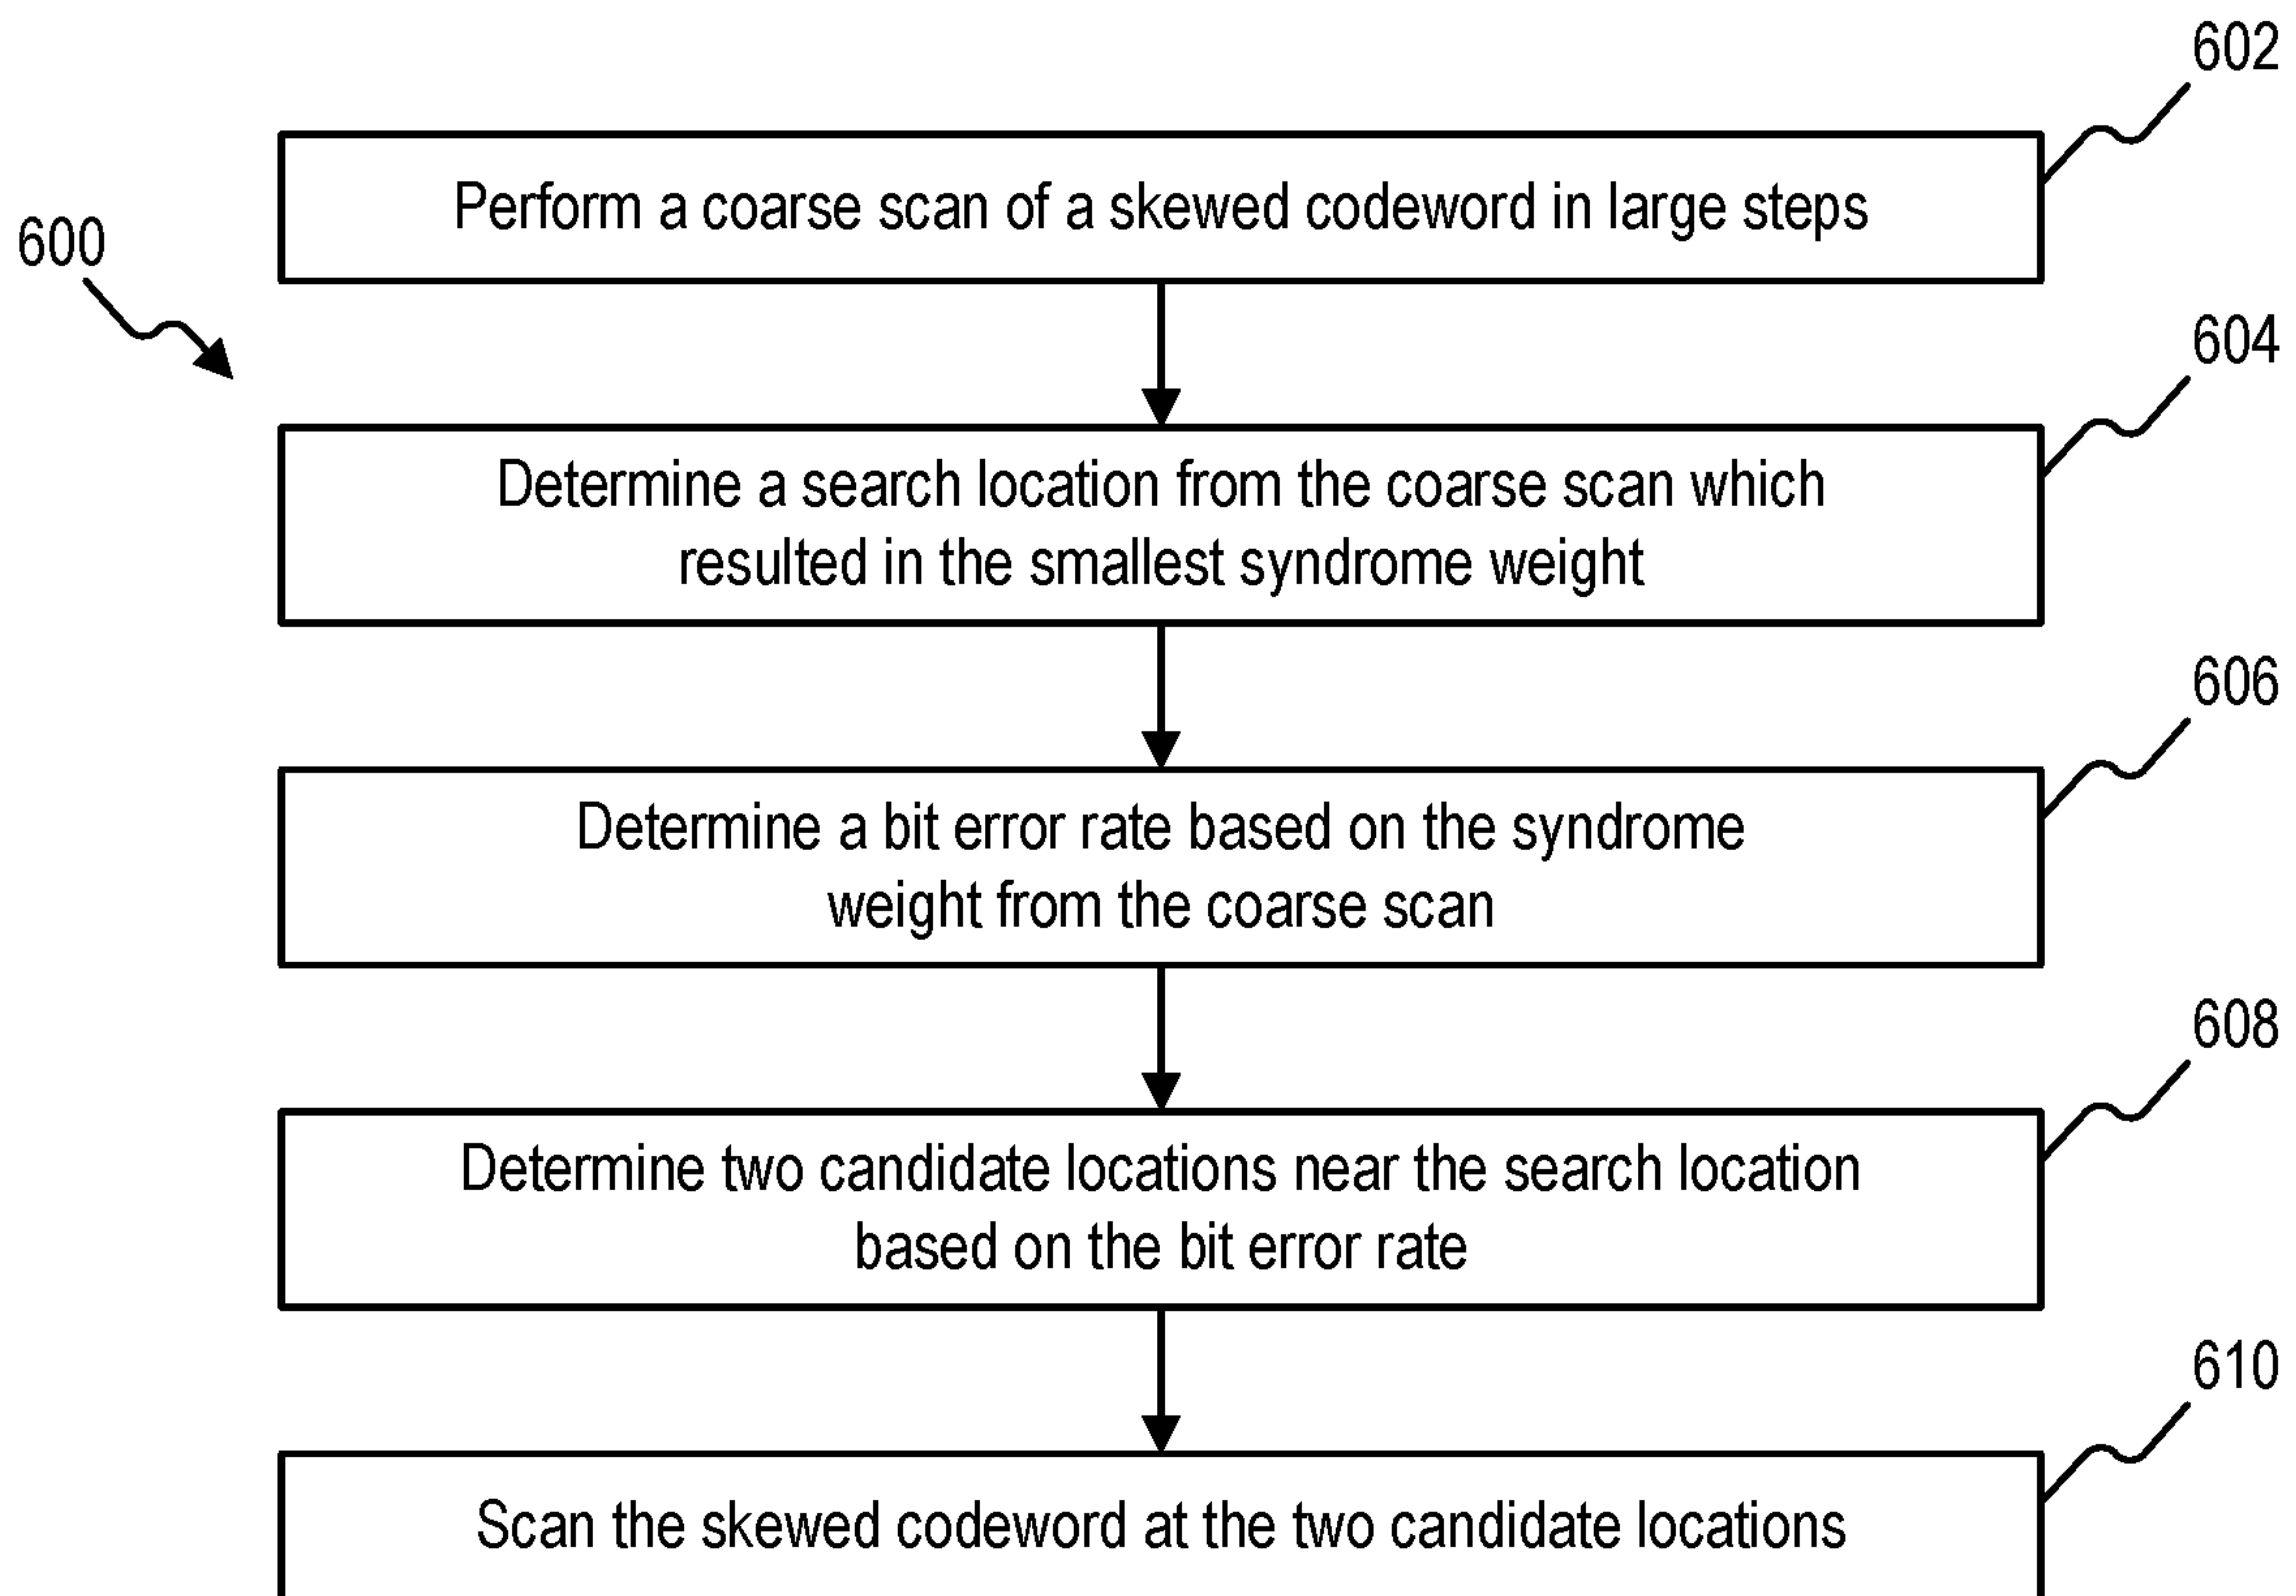 602
Perform a coarse scan of a skewed codeword in large steps
600
604
Determine a search location from the coarse scan which
resulted in the smallest syndrome weight
606
Determine a bit error rate based on the syndrome
weight from the coarse scan
608
Determine two candidate locations near the search location
based on the bit error rate
610
Scan the skewed codeword at the two candidate locations